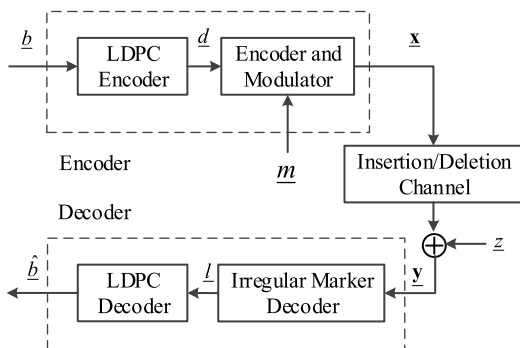 b
LDPC
Encoder
d
Encoder and
Modulator
x
m
Encoder
Insertion/Deletion
Channel
Decoder
z
b̂
LDPC
Decoder
l
Irregular Marker
Decoder
y